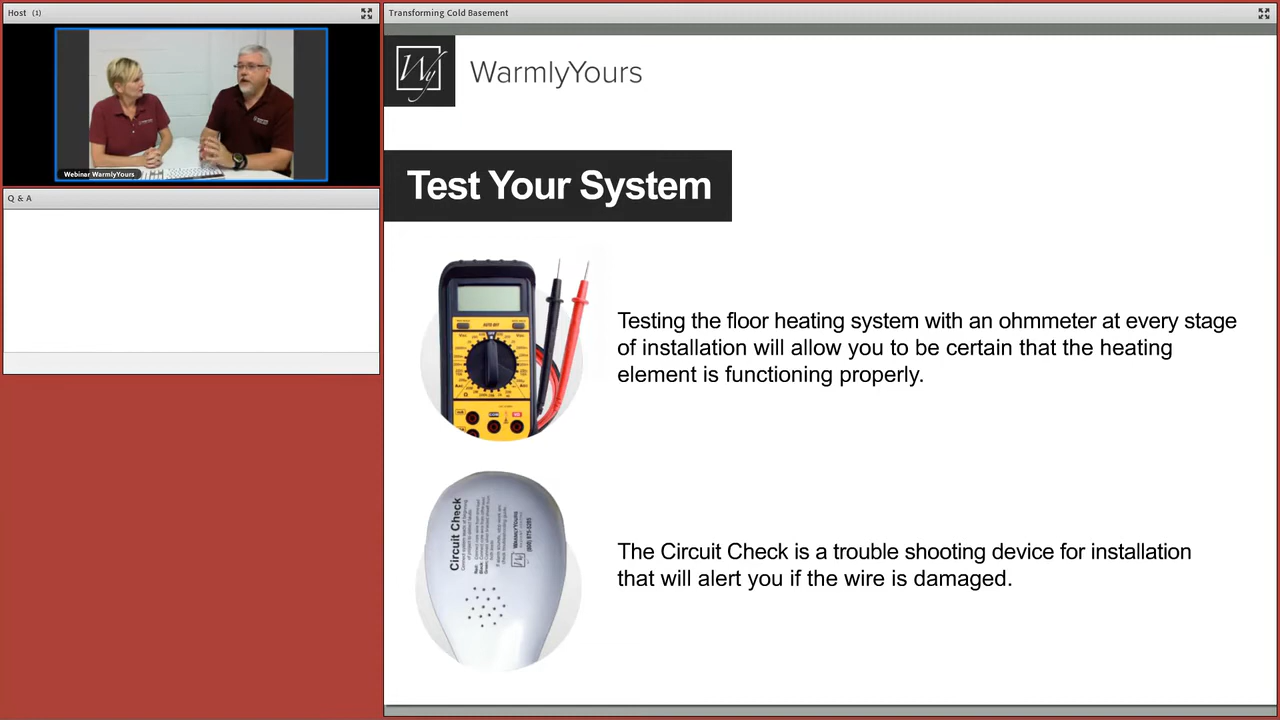 Host (1)
Transforming Cold Basement
Webinar WarmlyYours
Q & A
Wy WarmlyYours
Test Your System
Testing the floor heating system with an ohmmeter at every stage
of installation will allow you to be certain that the heating
element is functioning properly.
Circuit Check
WarmlyYours
The Circuit Check is a trouble shooting device for installation
that will alert you if the wire is damaged.